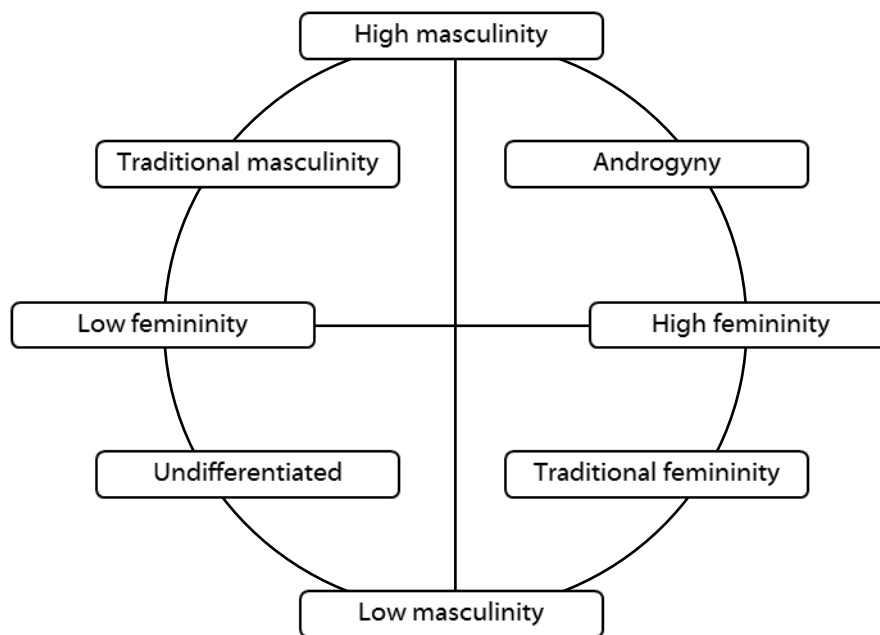 High masculinity
Traditional masculinity
Androgyny
Low femininity
High femininity
Undifferentiated
Traditional femininity
Low masculinity